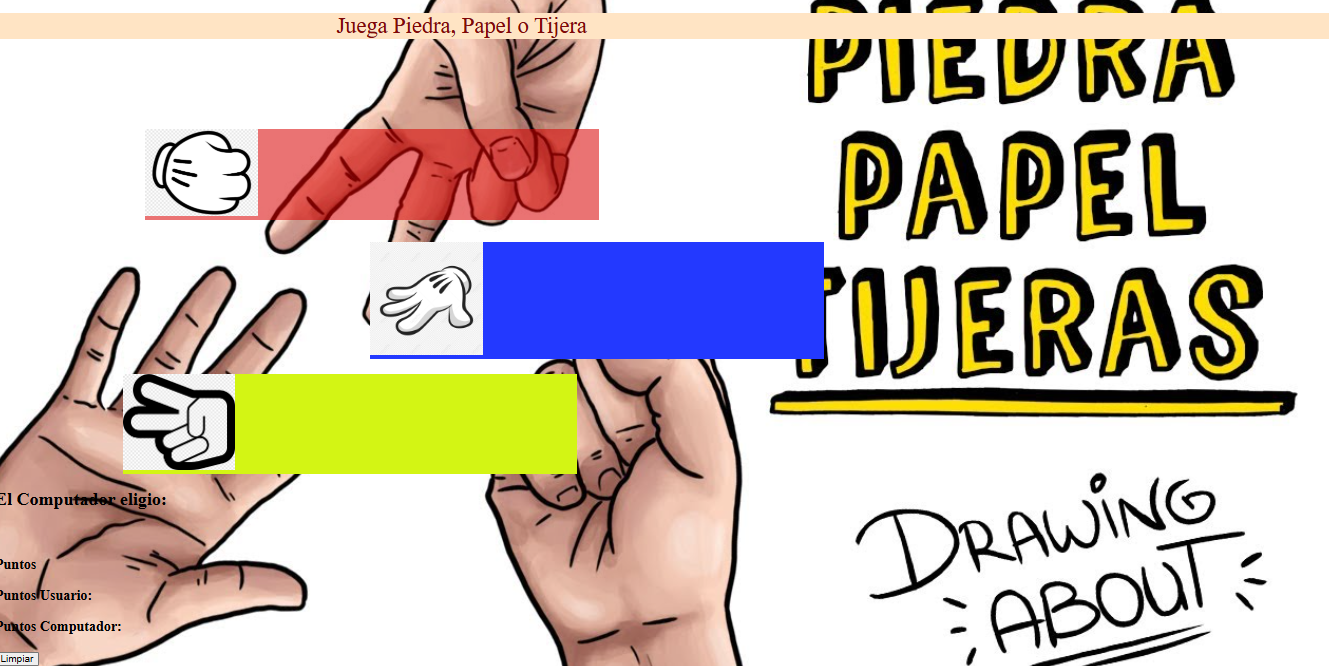 Juega Piedra, Papel o Tijera
PIEDRA
PAPEL
TIJERAS
El Computador eligio:
DRAWiNG
ABOUT
Puntos
Puntos Usuario:
Puntos Computador:
Limpiar